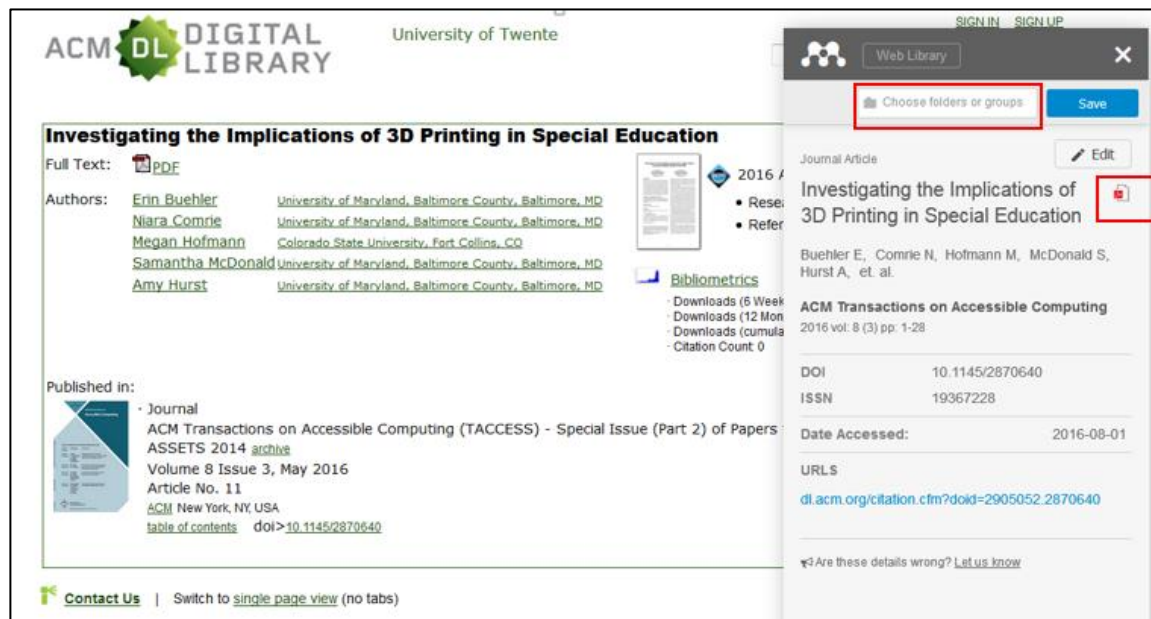 ACM DL DIGITAL LIBRARY
University of Twente
SIGN IN SIGN UP
Investigating the Implications of 3D Printing in Special Education
Full Text: PDF
Authors: Erin Buehler University of Maryland, Baltimore County, Baltimore, MD
Niara Comrie University of Maryland, Baltimore County, Baltimore, MD
Megan Hofmann Colorado State University, Fort Collins, CO
Samantha McDonald University of Maryland, Baltimore County, Baltimore, MD
Amy Hurst University of Maryland, Baltimore County, Baltimore, MD
2016 A
• Resea
• Refer
Bibliometrics
· Downloads (6 Week
· Downloads (12 Mon
· Downloads (cumula
· Citation Count: 0
Published in:
· Journal
ACM Transactions on Accessible Computing (TACCESS) - Special Issue (Part 2) of Papers
ASSETS 2014 archive
Volume 8 Issue 3, May 2016
Article No. 11
ACM New York, NY, USA
table of contents doi>10.1145/2870640
Contact Us | Switch to single page view (no tabs)
Web Library
Choose folders or groups
Save
Journal Article
Edit
Investigating the Implications of
3D Printing in Special Education
Buehler E, Comrie N, Hofmann M, McDonald S,
Hurst A, et. al.
ACM Transactions on Accessible Computing
2016 vol: 8 (3) pp: 1-28
DOI 10.1145/2870640
ISSN 19367228
Date Accessed: 2016-08-01
URLS
dl.acm.org/citation.cfm?doid=2905052.2870640
Are these details wrong? Let us know